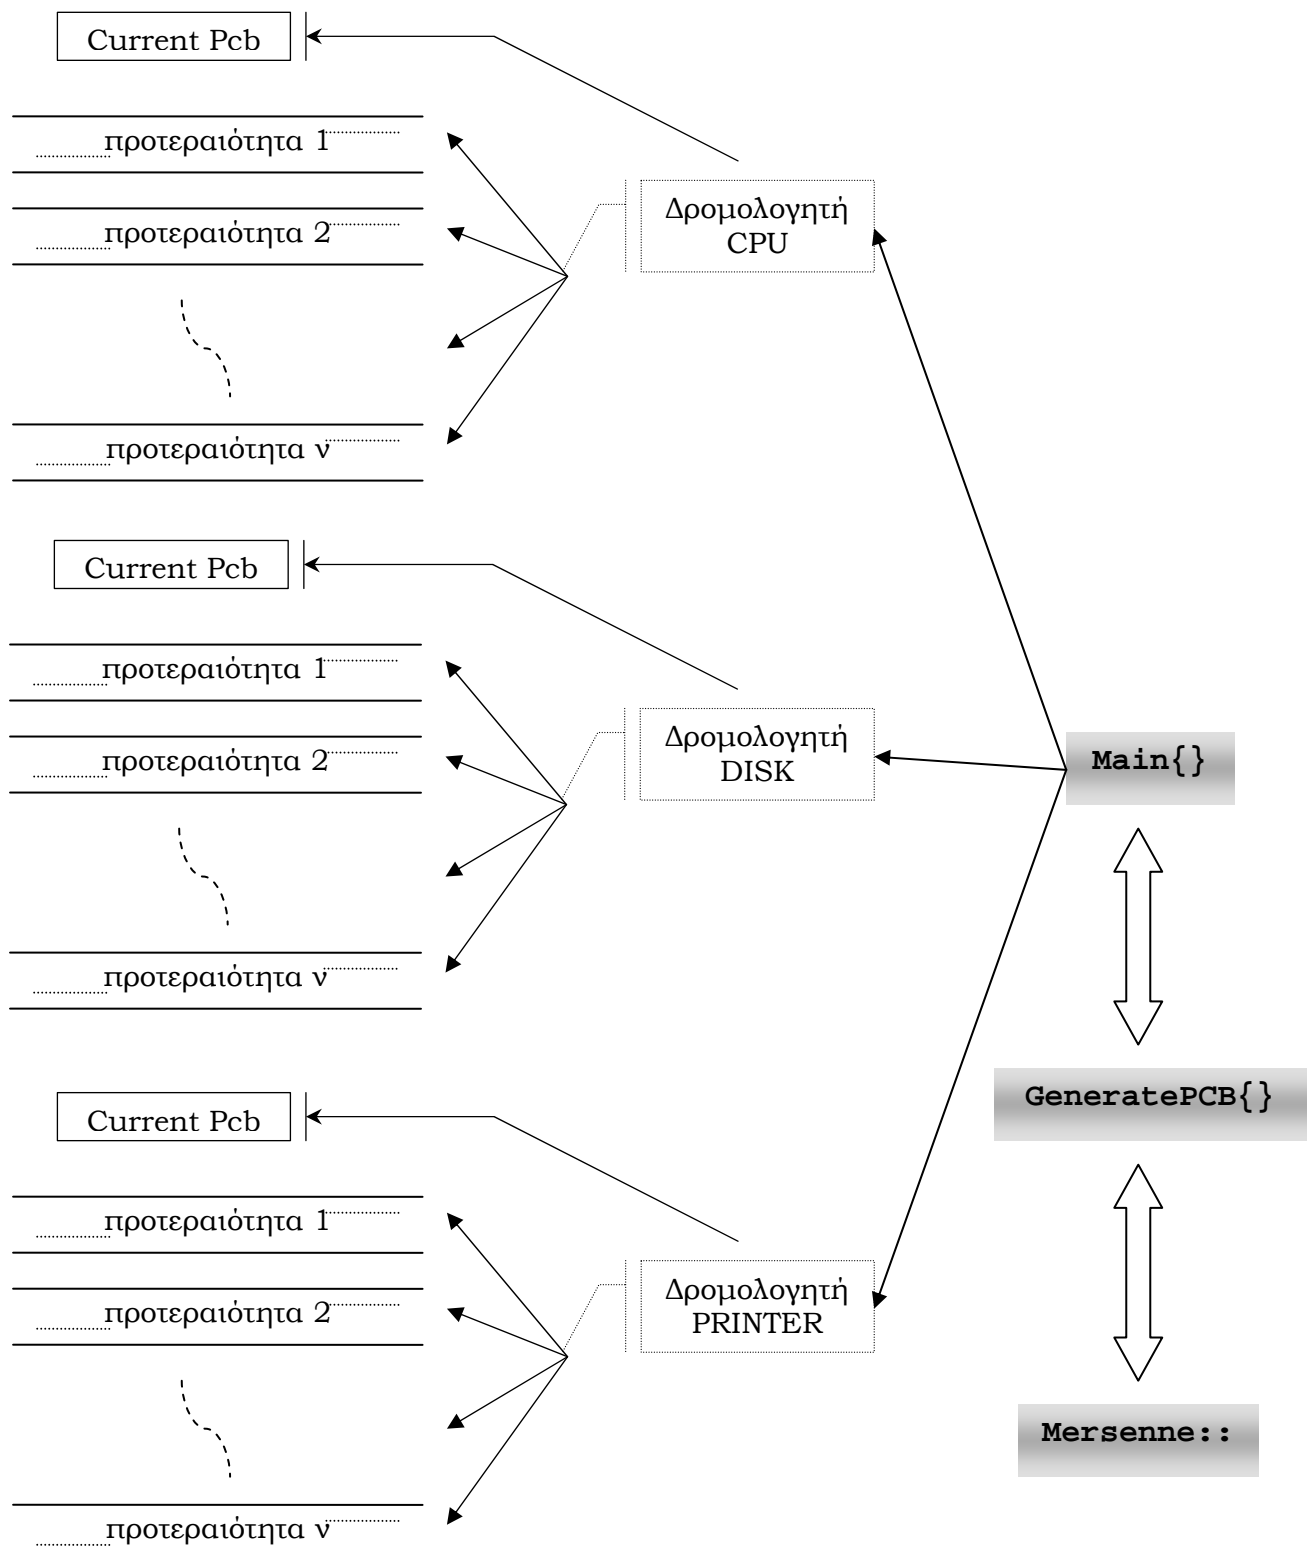 Current Pcb
προτεραιότητα 1
προτεραιότητα 2
προτεραιότητα ν
Δρομολογητή
CPU
Current Pcb
προτεραιότητα 1
προτεραιότητα 2
προτεραιότητα ν
Δρομολογητή
DISK
Main{}
GeneratePCB{}
Current Pcb
προτεραιότητα 1
προτεραιότητα 2
προτεραιότητα ν
Δρομολογητή
PRINTER
Mersenne::